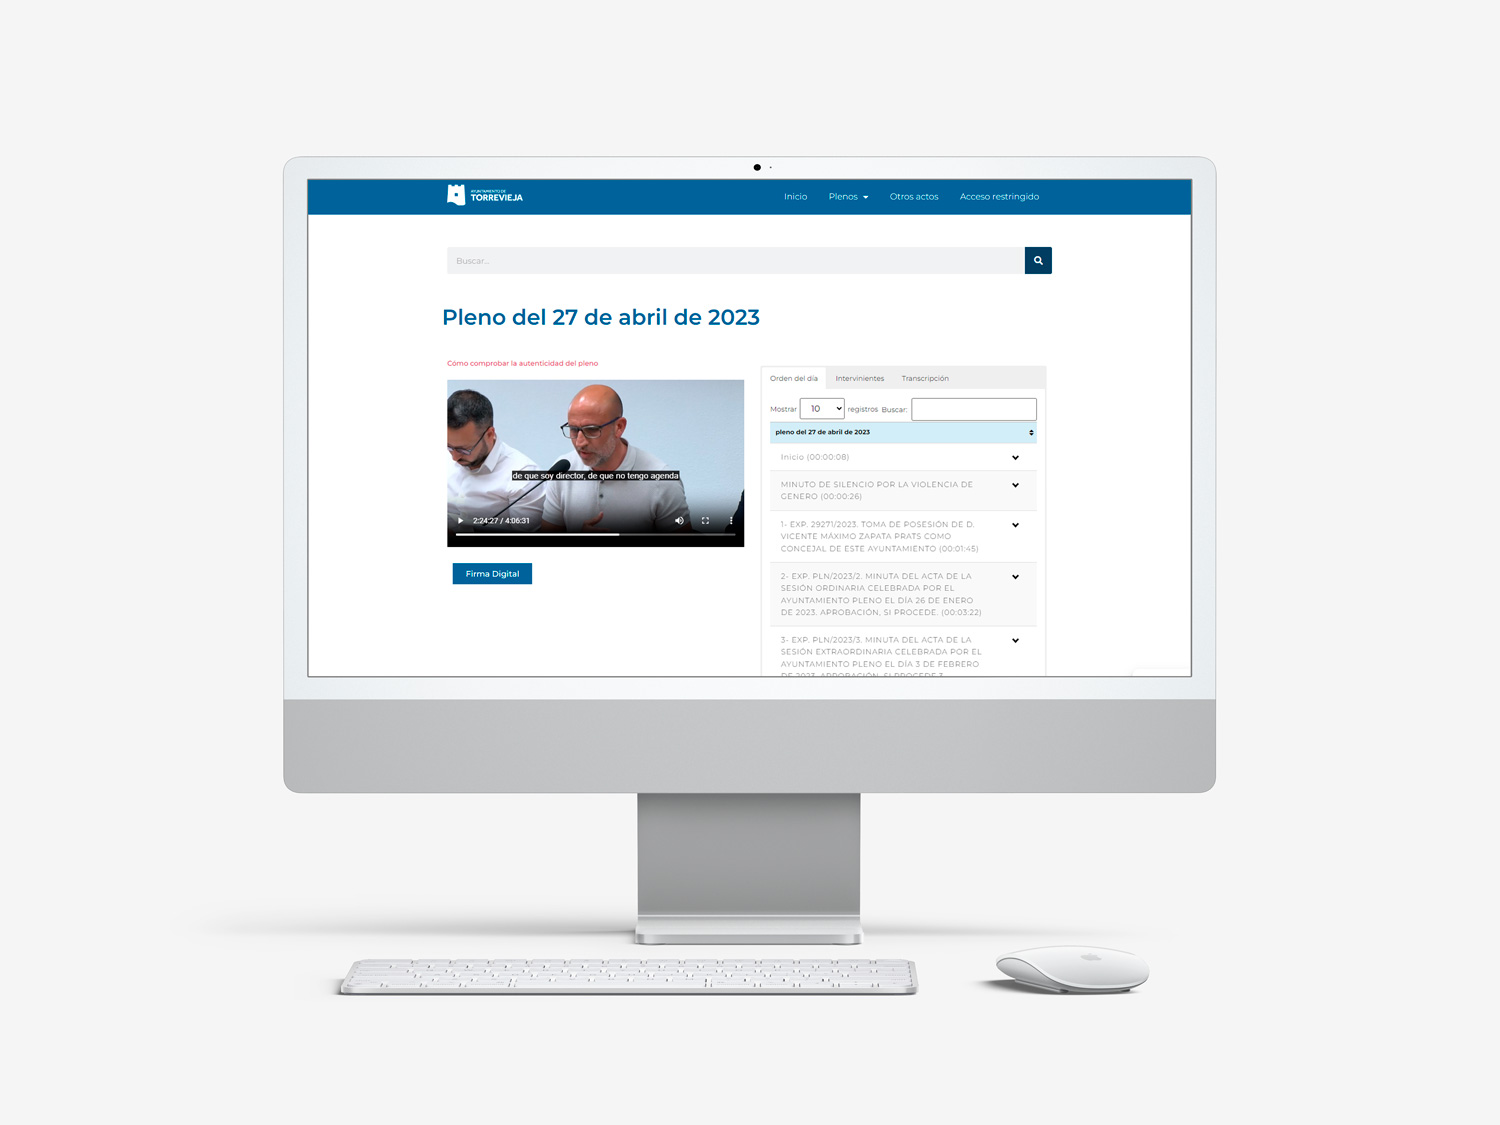 AYUNTAMIENTO DE
TORREVIEJA
Inicio
Plenos
Otros actos
Acceso restringido
Buscar...
Pleno del 27 de abril de 2023
Cómo comprobar la autenticidad del pleno
de que soy director, de que no tengo agenda
2:24:27 / 4:06:31
Firma Digital
Orden del día
Intervinientes
Transcripción
Mostrar 10 registros Buscar:
pleno del 27 de abril de 2023
Inicio (00:00:08)
MINUTO DE SILENCIO POR LA VIOLENCIA DE
GENERO (00:00:26)
1- EXP. 29271/2023. TOMA DE POSESIÓN DE D.
VICENTE MÁXIMO ZAPATA PRATS COMO
CONCEJAL DE ESTE AYUNTAMIENTO (00:01:45)
2- EXP. PLN/2023/2. MINUTA DEL ACTA DE LA
SESIÓN ORDINARIA CELEBRADA POR EL
AYUNTAMIENTO PLENO EL DÍA 26 DE ENERO
DE 2023. APROBACIÓN, SI PROCEDE. (00:03:22)
3- EXP. PLN/2023/3. MINUTA DEL ACTA DE LA
SESIÓN EXTRAORDINARIA CELEBRADA POR EL
AYUNTAMIENTO PLENO EL DÍA 3 DE FEBRERO
DE 2023. APROBACIÓN, SI PROCEDE.3